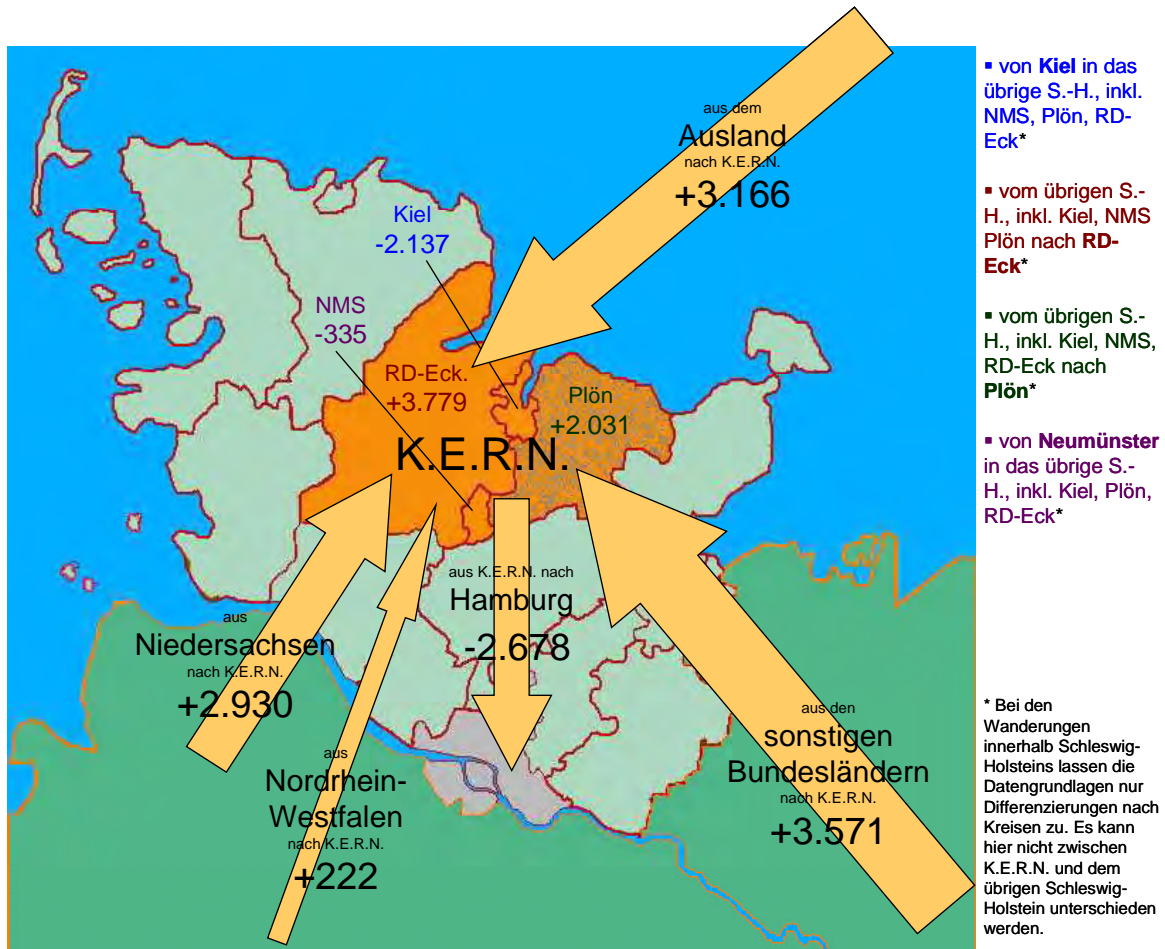 aus dem
Ausland
nach K.E.R.N.
+3.166
Kiel
-2.137
NMS
-335
RD-Eck.
+3.779
Plön
+2.031
K.E.R.N.
aus K.E.R.N. nach
Hamburg
-2.678
aus
Niedersachsen
nach K.E.R.N.
+2.930
aus
Nordrhein-
Westfalen
nach K.E.R.N.
+222
aus den
sonstigen
Bundesländern
nach K.E.R.N.
+3.571
▪ von Kiel in das
übrige S.-H., inkl.
NMS, Plön, RD-
Eck*
▪ vom übrigen S.-
H., inkl. Kiel, NMS
Plön nach RD-
Eck*
▪ vom übrigen S.-
H., inkl. Kiel, NMS,
RD-Eck nach
Plön*
▪ von Neumünster
in das übrige S.-
H., inkl. Kiel, Plön,
RD-Eck*
* Bei den
Wanderungen
innerhalb Schleswig-
Holsteins lassen die
Datengrundlagen nur
Differenzierungen nach
Kreisen zu. Es kann
hier nicht zwischen
K.E.R.N. und dem
übrigen Schleswig-
Holstein unterschieden
werden.